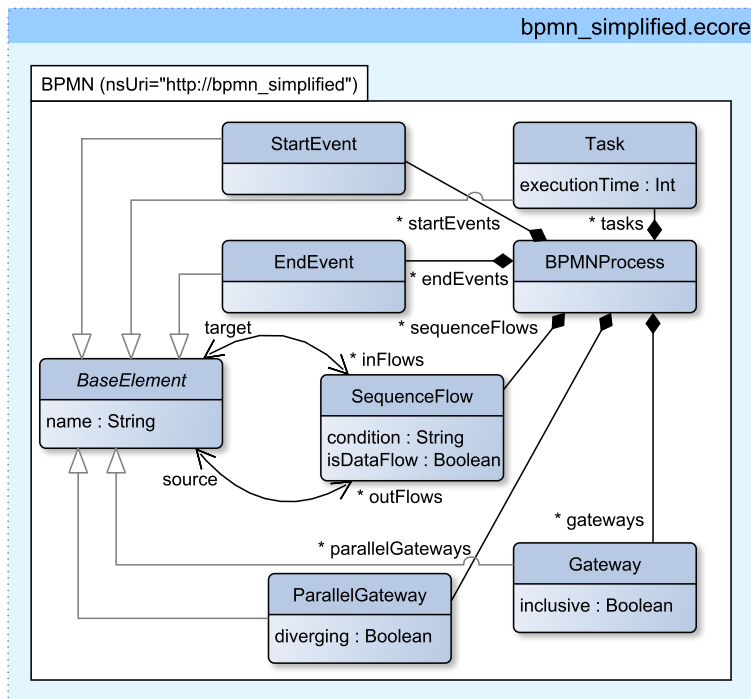 bpmn_simplified.ecore
BPMN (nsUri="http://bpmn_simplified")
StartEvent
Task
executionTime : Int
* startEvents
* tasks
EndEvent
BPMNProcess
* endEvents
target
* sequenceFlows
* inFlows
BaseElement
name : String
SequenceFlow
condition : String
isDataFlow : Boolean
source
* outFlows
* gateways
* parallelGateways
Gateway
inclusive : Boolean
ParallelGateway
diverging : Boolean